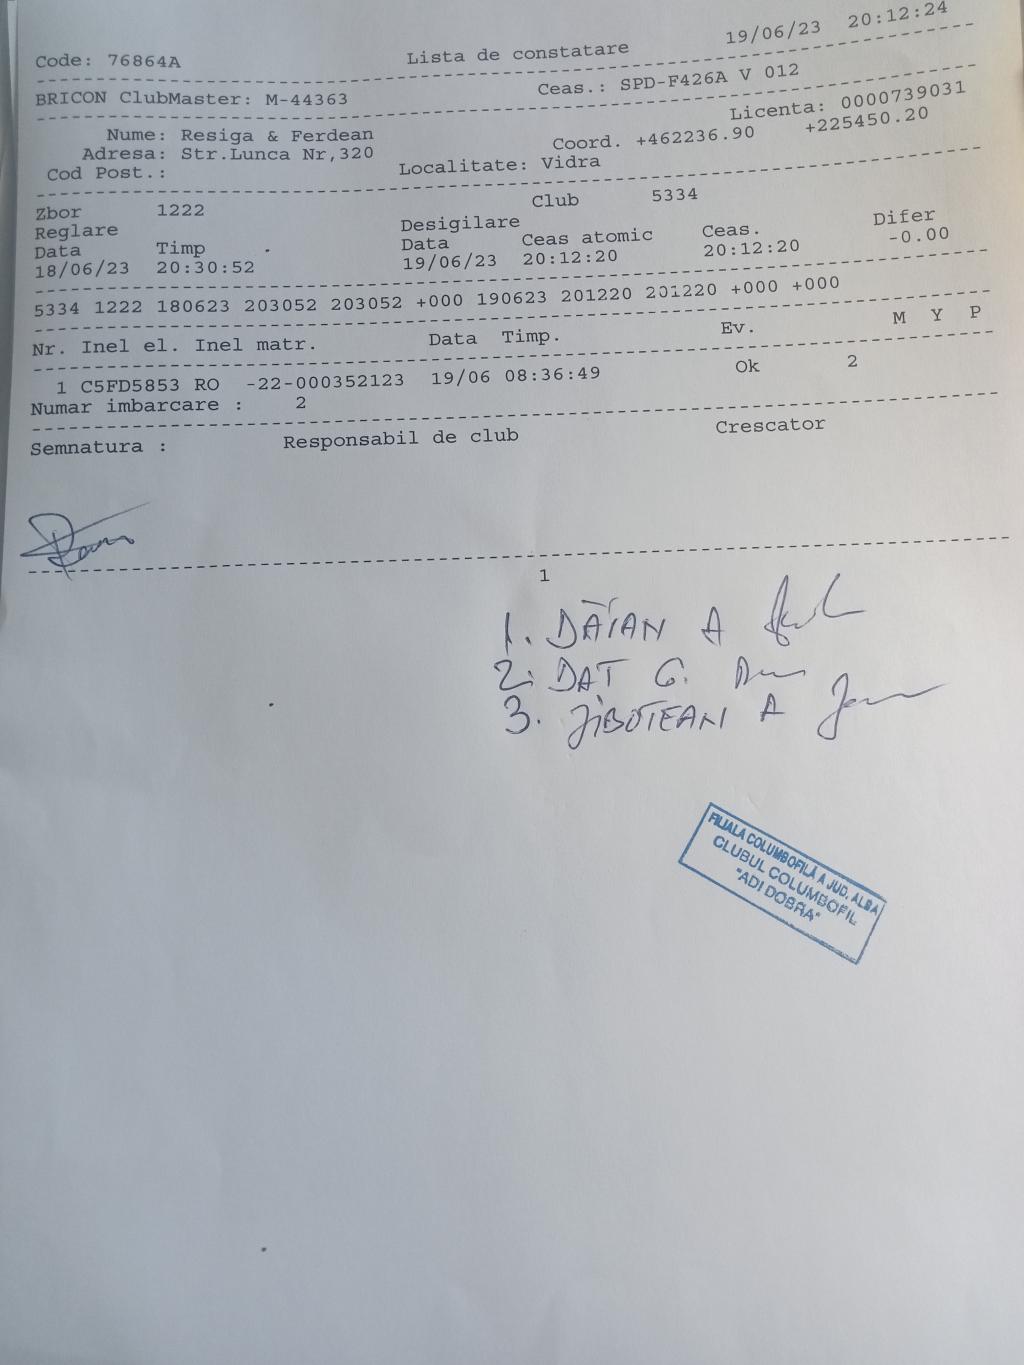 19/06/23 20:12:24
Code: 76864A Lista de constatare
BRICON ClubMaster: M-44363 Ceas.: SPD-F426A V 012
Licenta: 0000739031
Nume: Resiga & Ferdean Coord. +462236.90 +225450.20
Adresa: Str.Lunca Nr,320
Cod Post.: Localitate: Vidra
Zbor 1222 Club 5334
Reglare Desigilare Difer
Data Timp Data Ceas atomic Ceas. -0.00
18/06/23 20:30:52 19/06/23 20:12:20 20:12:20
5334 1222 180623 203052 203052 +000 190623 201220 201220 +000 +000
Nr. Inel el. Inel matr. Data Timp. Ev. M Y P
1 C5FD5853 RO -22-000352123 19/06 08:36:49 Ok 2
Numar imbarcare : 2
Semnatura : Responsabil de club Crescator
1
1. DĂIAN A
2. DAT G.
3. JIBOTEAN A
FILIALA COLUMBOFILĂ A JUD. ALBA
CLUBUL COLUMBOFIL
"ADI DOBRA"